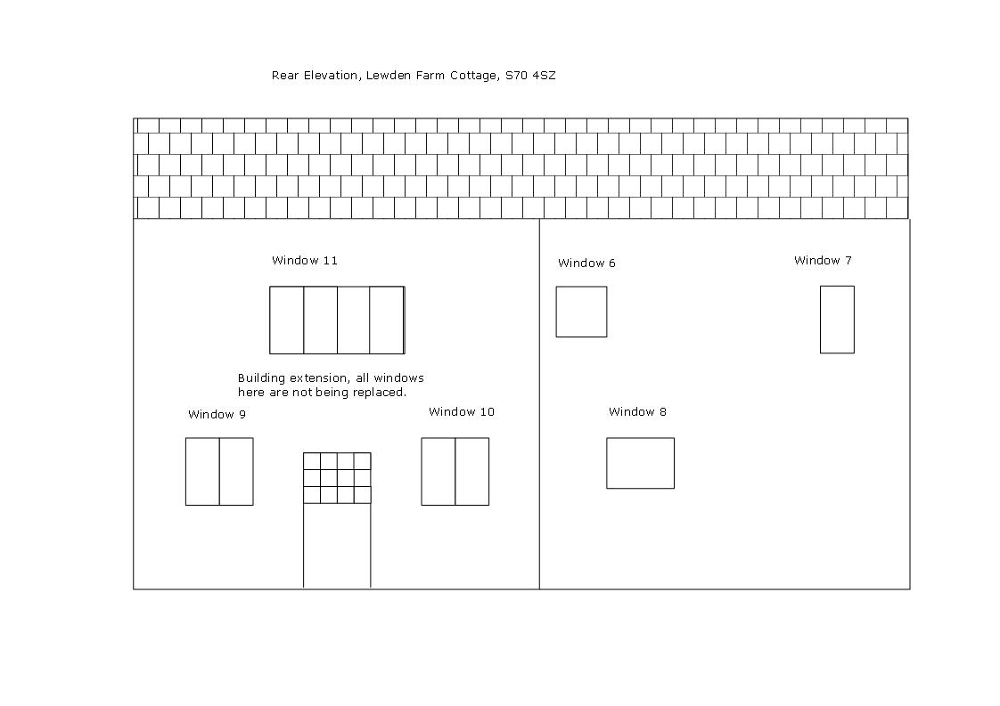 Rear Elevation, Lewden Farm Cottage, S70 4SZ
Window 11
Window 6
Window 7
Building extension, all windows
here are not being replaced.
Window 9
Window 10
Window 8